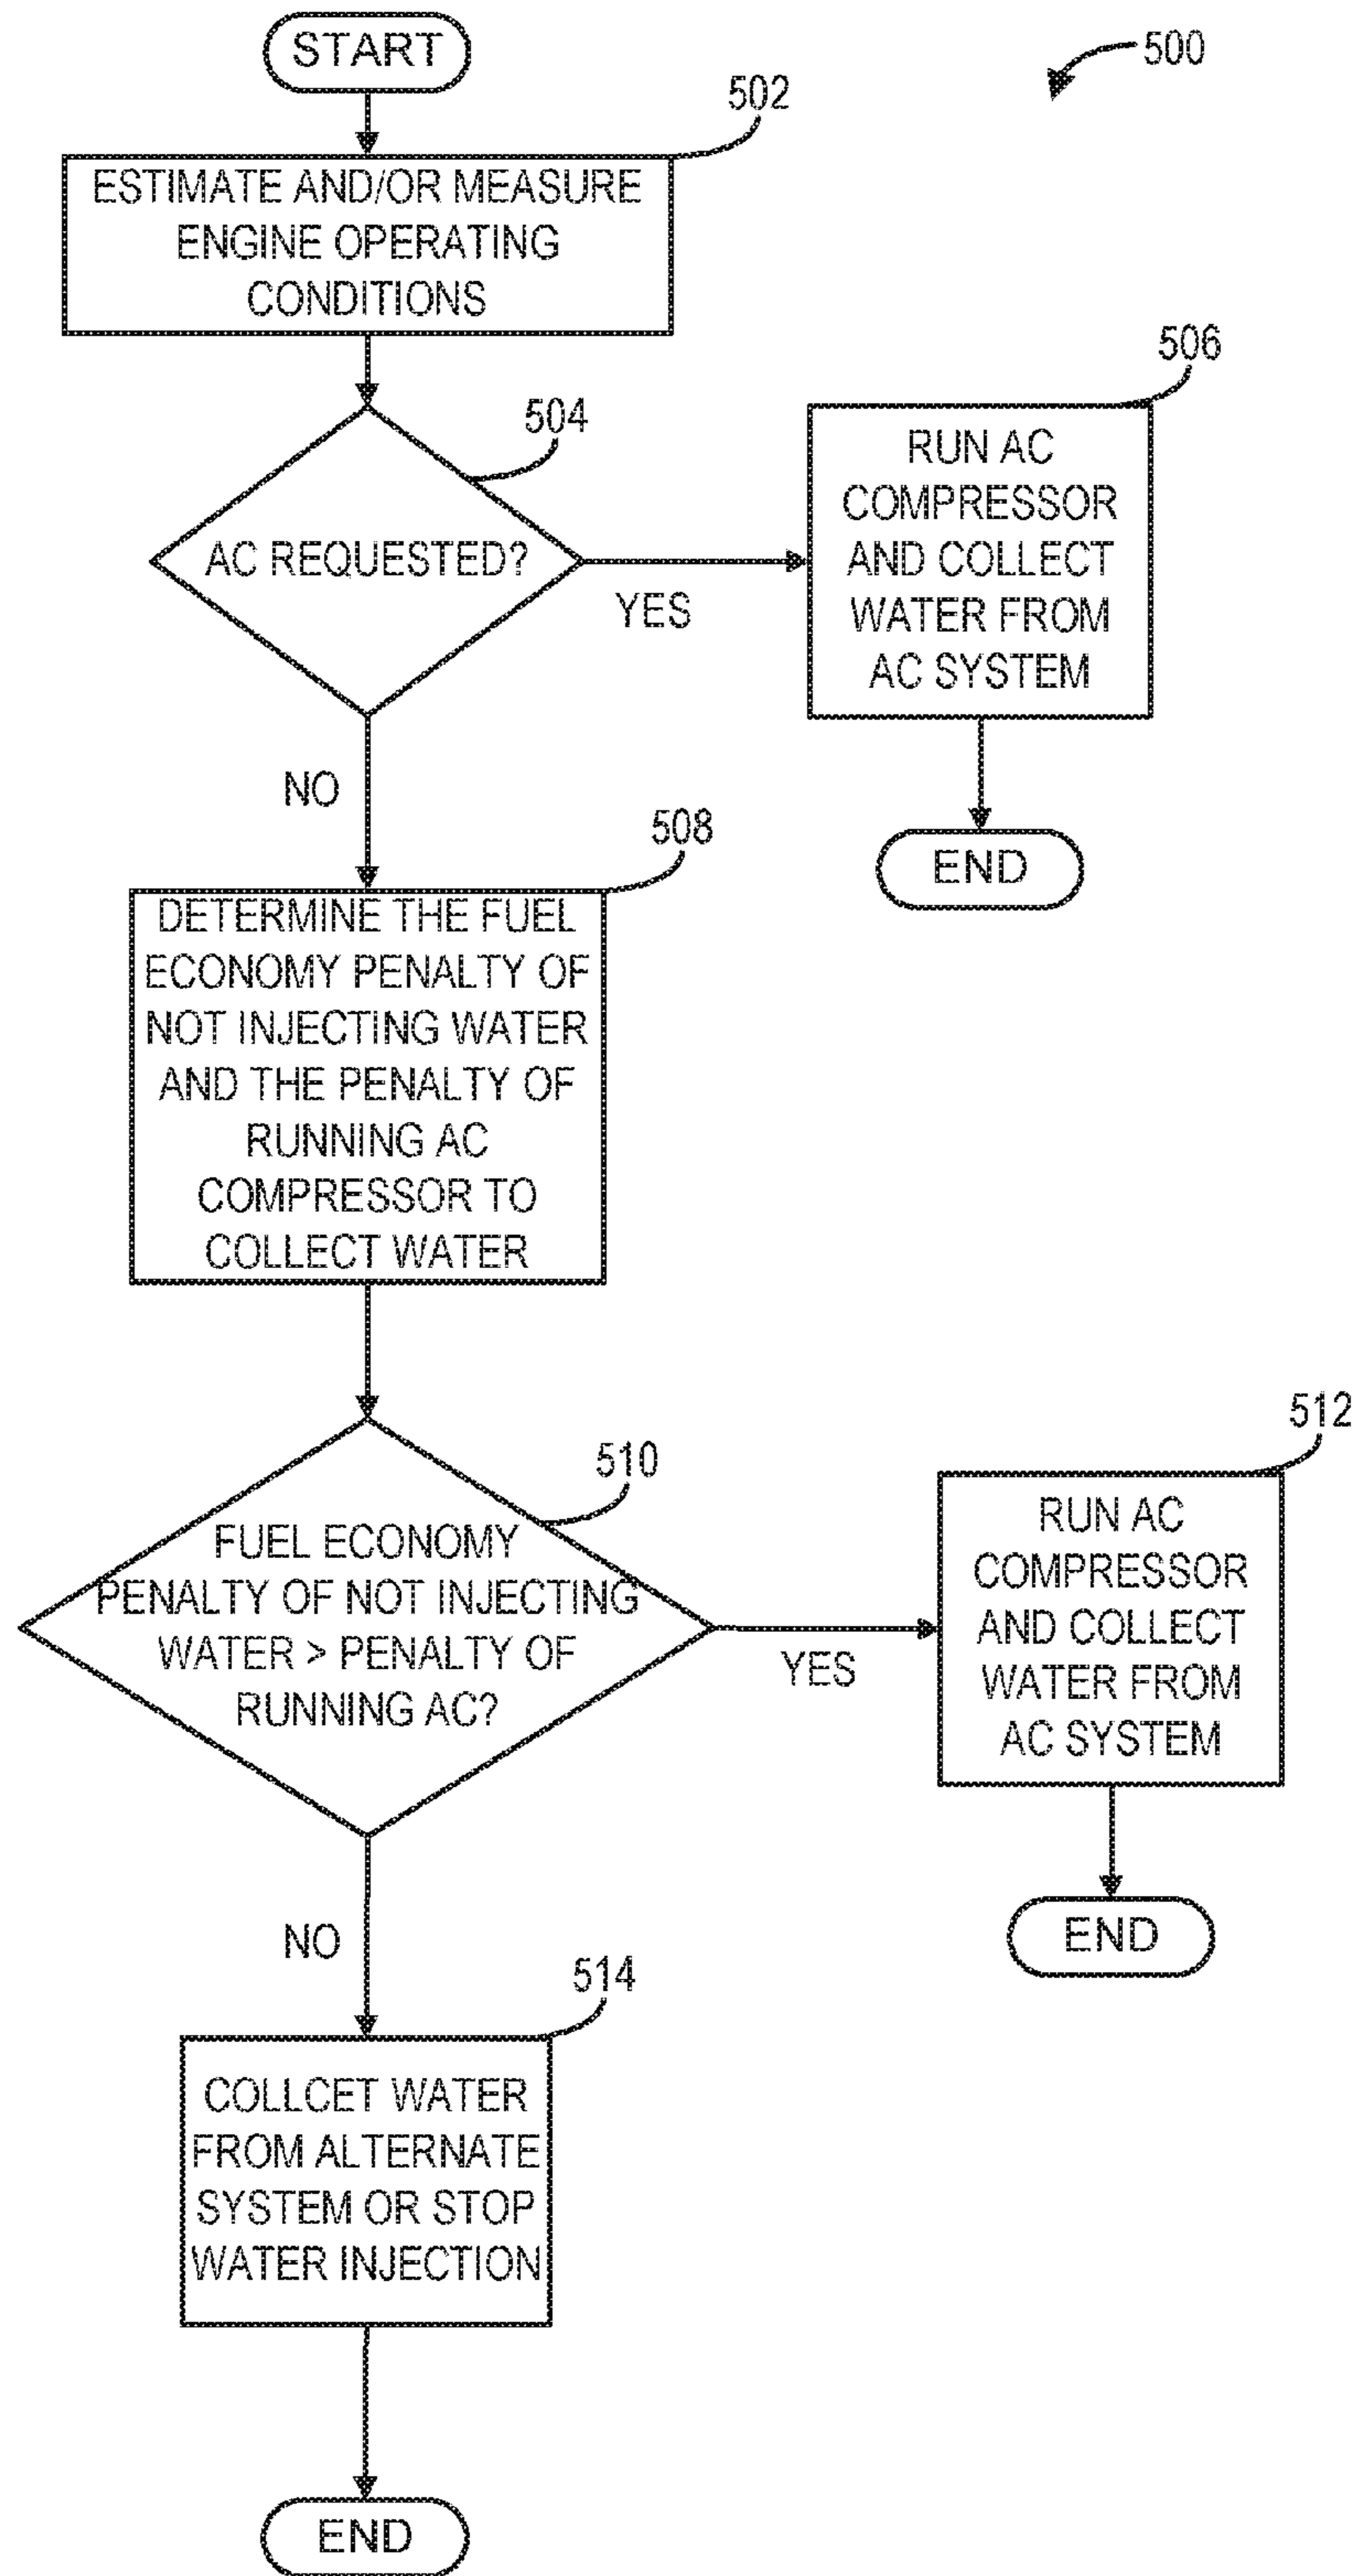 START
500
502
ESTIMATE AND/OR MEASURE
ENGINE OPERATING
CONDITIONS
504
AC REQUESTED?
YES
506
RUN AC
COMPRESSOR
AND COLLECT
WATER FROM
AC SYSTEM
END
NO
508
DETERMINE THE FUEL
ECONOMY PENALTY OF
NOT INJECTING WATER
AND THE PENALTY OF
RUNNING AC
COMPRESSOR TO
COLLECT WATER
510
FUEL ECONOMY
PENALTY OF NOT INJECTING
WATER > PENALTY OF
RUNNING AC?
YES
512
RUN AC
COMPRESSOR
AND COLLECT
WATER FROM
AC SYSTEM
END
NO
514
COLLCET WATER
FROM ALTERNATE
SYSTEM OR STOP
WATER INJECTION
END